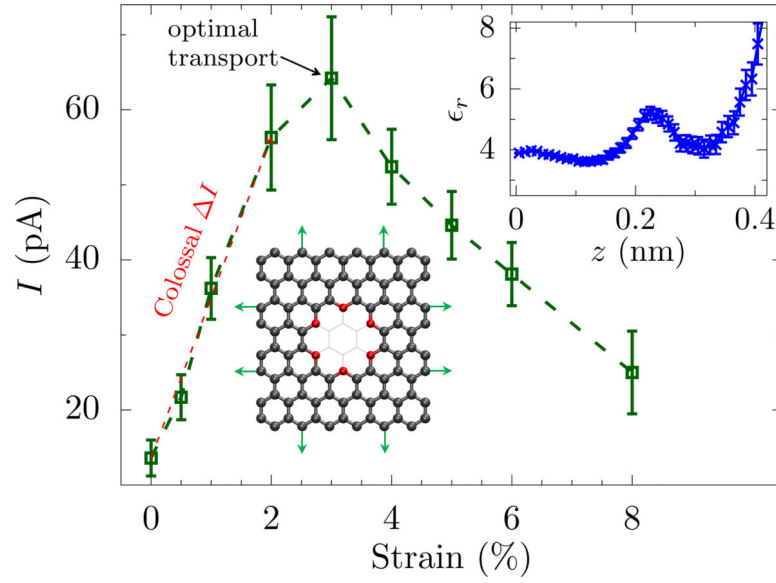 optimal
transport
Colossal ΔI
I (pA)
60
40
20
0
2
4
6
8
Strain (%)
ϵr
8
6
4
0
0.2
0.4
z (nm)